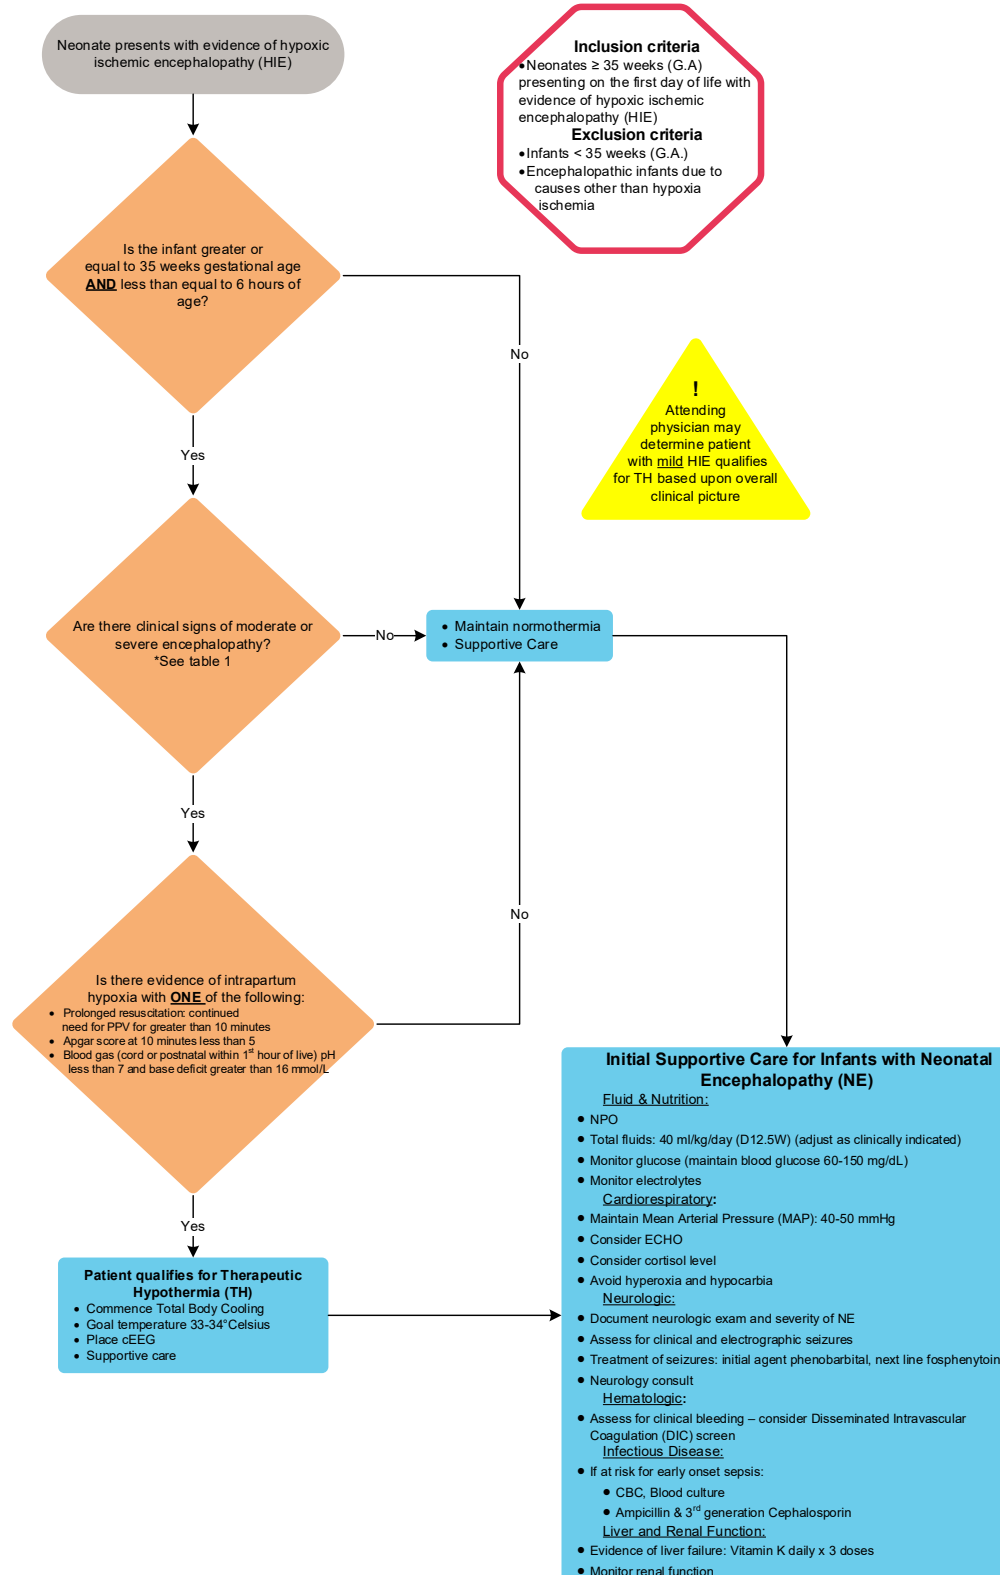 Neonate presents with evidence of hypoxic
ischemic encephalopathy (HIE)
Inclusion criteria
•Neonates ≥ 35 weeks (G.A)
presenting on the first day of life with
evidence of hypoxic ischemic
encephalopathy (HIE)
Exclusion criteria
•Infants < 35 weeks (G.A.)
•Encephalopathic infants due to
causes other than hypoxia
ischemia
Is the infant greater or
equal to 35 weeks gestational age
AND less than equal to 6 hours of
age?
No
!
Attending
physician may
determine patient
with mild HIE qualifies
for TH based upon overall
clinical picture
Yes
Are there clinical signs of moderate or
severe encephalopathy?
*See table 1
No
• Maintain normothermia
• Supportive Care
Yes
No
Is there evidence of intrapartum
hypoxia with ONE of the following:
• Prolonged resuscitation: continued
need for PPV for greater than 10 minutes
• Apgar score at 10 minutes less than 5
• Blood gas (cord or postnatal within 1st hour of live) pH
less than 7 and base deficit greater than 16 mmol/L
Yes
Patient qualifies for Therapeutic
Hypothermia (TH)
• Commence Total Body Cooling
• Goal temperature 33-34°Celsius
• Place cEEG
• Supportive care
Initial Supportive Care for Infants with Neonatal
Encephalopathy (NE)
Fluid & Nutrition:
• NPO
• Total fluids: 40 ml/kg/day (D12.5W) (adjust as clinically indicated)
• Monitor glucose (maintain blood glucose 60-150 mg/dL)
• Monitor electrolytes
Cardiorespiratory:
• Maintain Mean Arterial Pressure (MAP): 40-50 mmHg
• Consider ECHO
• Consider cortisol level
• Avoid hyperoxia and hypocarbia
Neurologic:
• Document neurologic exam and severity of NE
• Assess for clinical and electrographic seizures
• Treatment of seizures: initial agent phenobarbital, next line fosphenytoin
• Neurology consult
Hematologic:
• Assess for clinical bleeding – consider Disseminated Intravascular
Coagulation (DIC) screen
Infectious Disease:
• If at risk for early onset sepsis:
• CBC, Blood culture
• Ampicillin & 3rd generation Cephalosporin
Liver and Renal Function:
• Evidence of liver failure: Vitamin K daily x 3 doses
• Monitor renal function